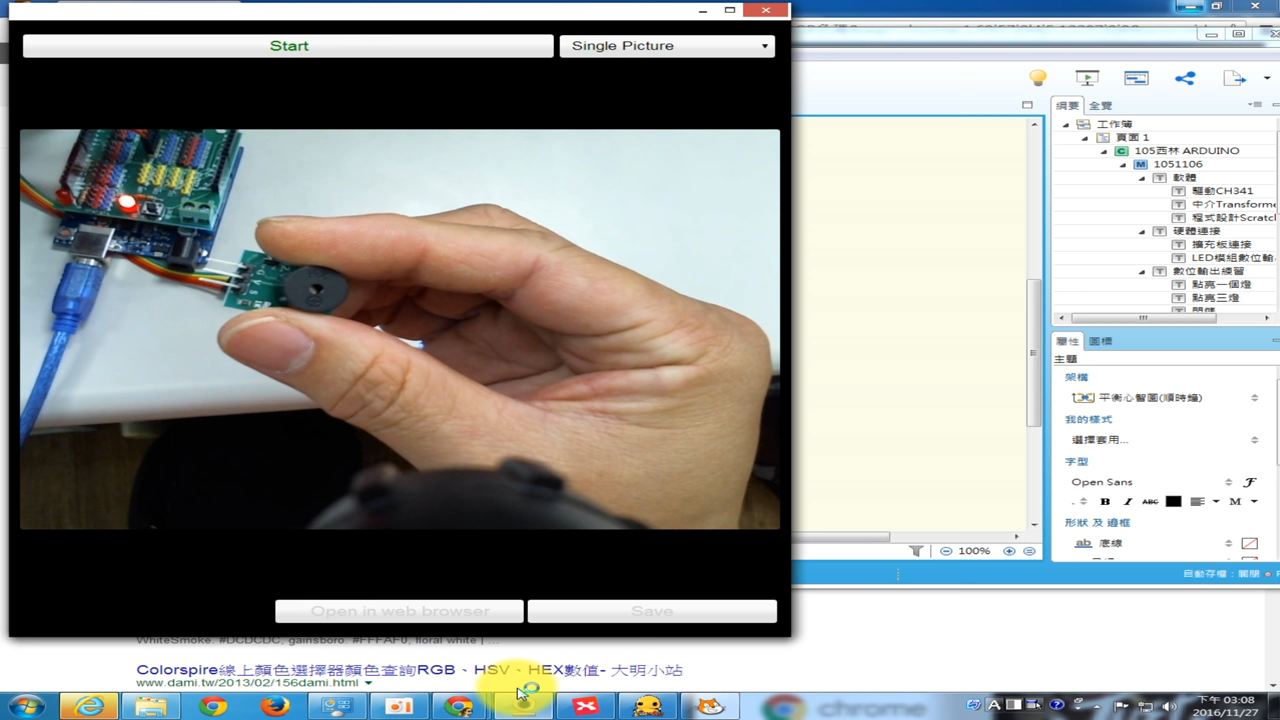 Start
Single Picture
Open in web browser
Save
綱要 全覽
工作簿
頁面 1
105西林 ARDUINO
1051106
軟體
驅動CH341
中介Transforme
程式設計Scratc
硬體連接
擴充板連接
LED模組數位輸
數位輸出練習
點亮一個燈
點亮三燈
屬性 圖標
主題
架構
平衡心智圖(順時鐘)
我的樣式
選擇套用...
字型
Open Sans
B I ABC M
形狀 及 邊框
ab 底線
100%
自動存檔：關閉
WhiteSmoke. #DCDCDC, gainsboro. #FFFAF0, floral white | ...
Colorspire線上顏色選擇器顏色查詢RGB、HSV、HEX數值- 大明小站
www.dami.tw/2013/02/156dami.html
chrome
下午 03:08
2016/11/27